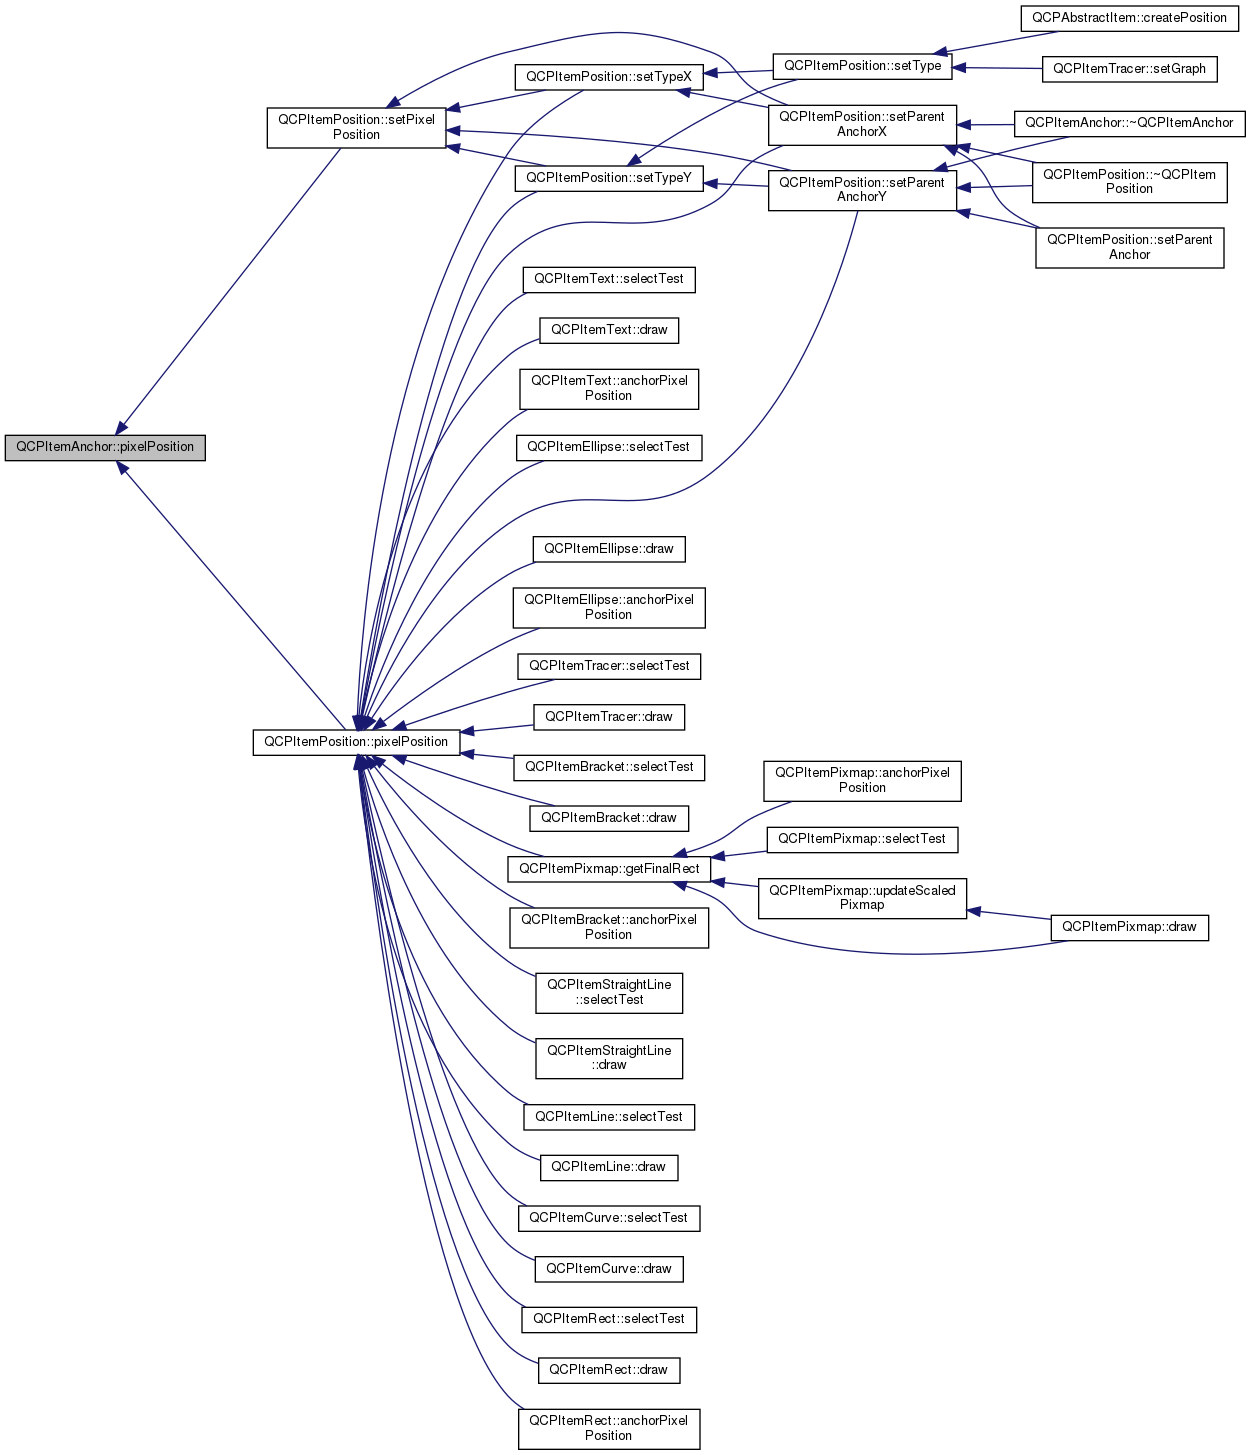 QCPAbstractItem::createPosition
QCPItemPosition::setType
QCPItemTracer::setGraph
QCPItemPosition::setTypeX
QCPItemPosition::setPixel
Position
QCPItemPosition::setParent
AnchorX
QCPItemAnchor::~QCPItemAnchor
QCPItemPosition::setTypeY
QCPItemPosition::setParent
AnchorY
QCPItemPosition::~QCPItem
Position
QCPItemPosition::setParent
Anchor
QCPItemText::selectTest
QCPItemText::draw
QCPItemText::anchorPixel
Position
QCPItemAnchor::pixelPosition
QCPItemEllipse::selectTest
QCPItemEllipse::draw
QCPItemEllipse::anchorPixel
Position
QCPItemTracer::selectTest
QCPItemTracer::draw
QCPItemPosition::pixelPosition
QCPItemBracket::selectTest
QCPItemPixmap::anchorPixel
Position
QCPItemBracket::draw
QCPItemPixmap::selectTest
QCPItemPixmap::getFinalRect
QCPItemPixmap::updateScaled
Pixmap
QCPItemBracket::anchorPixel
Position
QCPItemPixmap::draw
QCPItemStraightLine
::selectTest
QCPItemStraightLine
::draw
QCPItemLine::selectTest
QCPItemLine::draw
QCPItemCurve::selectTest
QCPItemCurve::draw
QCPItemRect::selectTest
QCPItemRect::draw
QCPItemRect::anchorPixel
Position